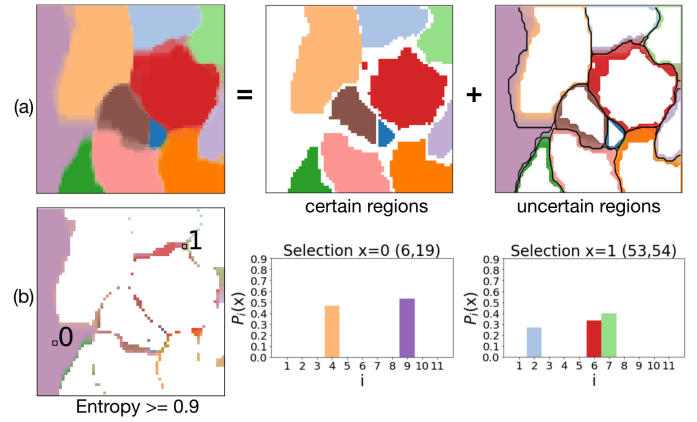 (a)
=
+
certain regions
uncertain regions
(b)
1
0
Entropy >= 0.9
Selection x=0 (6,19)
0.9
0.8
0.7
0.6
0.5
0.4
0.3
0.2
0.1
0.0
Pᵢ(x)
1 2 3 4 5 6 7 8 9 10 11
i
Selection x=1 (53,54)
0.9
0.8
0.7
0.6
0.5
0.4
0.3
0.2
0.1
0.0
Pᵢ(x)
1 2 3 4 5 6 7 8 9 10 11
i